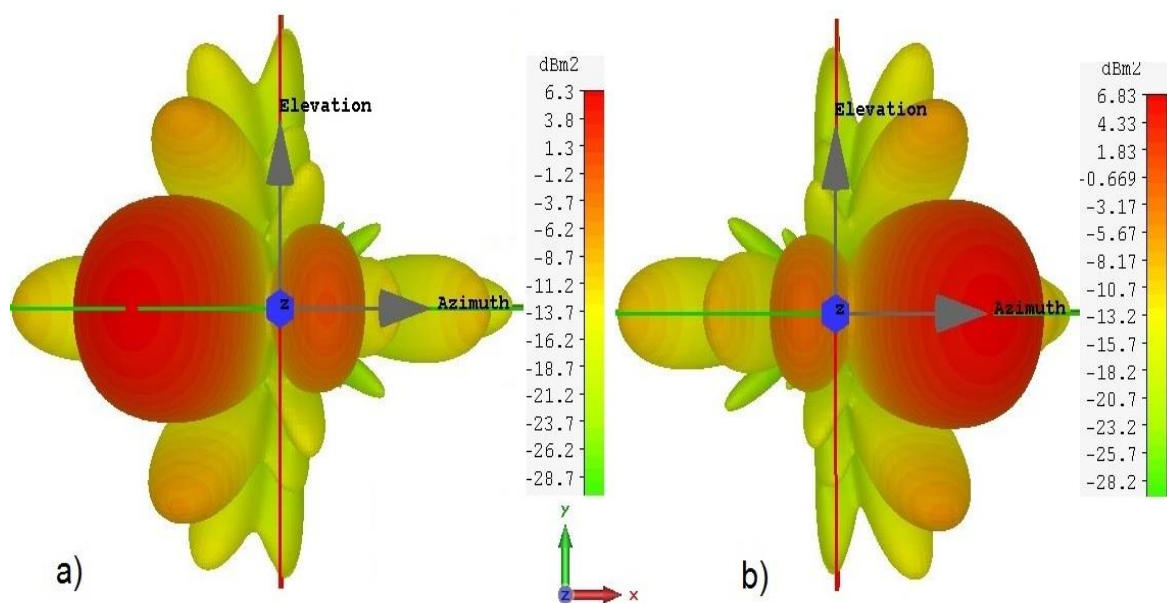 dBm2
6.3
3.8
1.3
-1.2
-3.7
-6.2
-8.7
-11.2
-13.7
-16.2
-18.7
-21.2
-23.7
-26.2
-28.7
Elevation
z
Azimuth
a)
y
z
x
dBm2
6.83
4.33
1.83
-0.669
-3.17
-5.67
-8.17
-10.7
-13.2
-15.7
-18.2
-20.7
-23.2
-25.7
-28.2
Elevation
z
Azimuth
b)